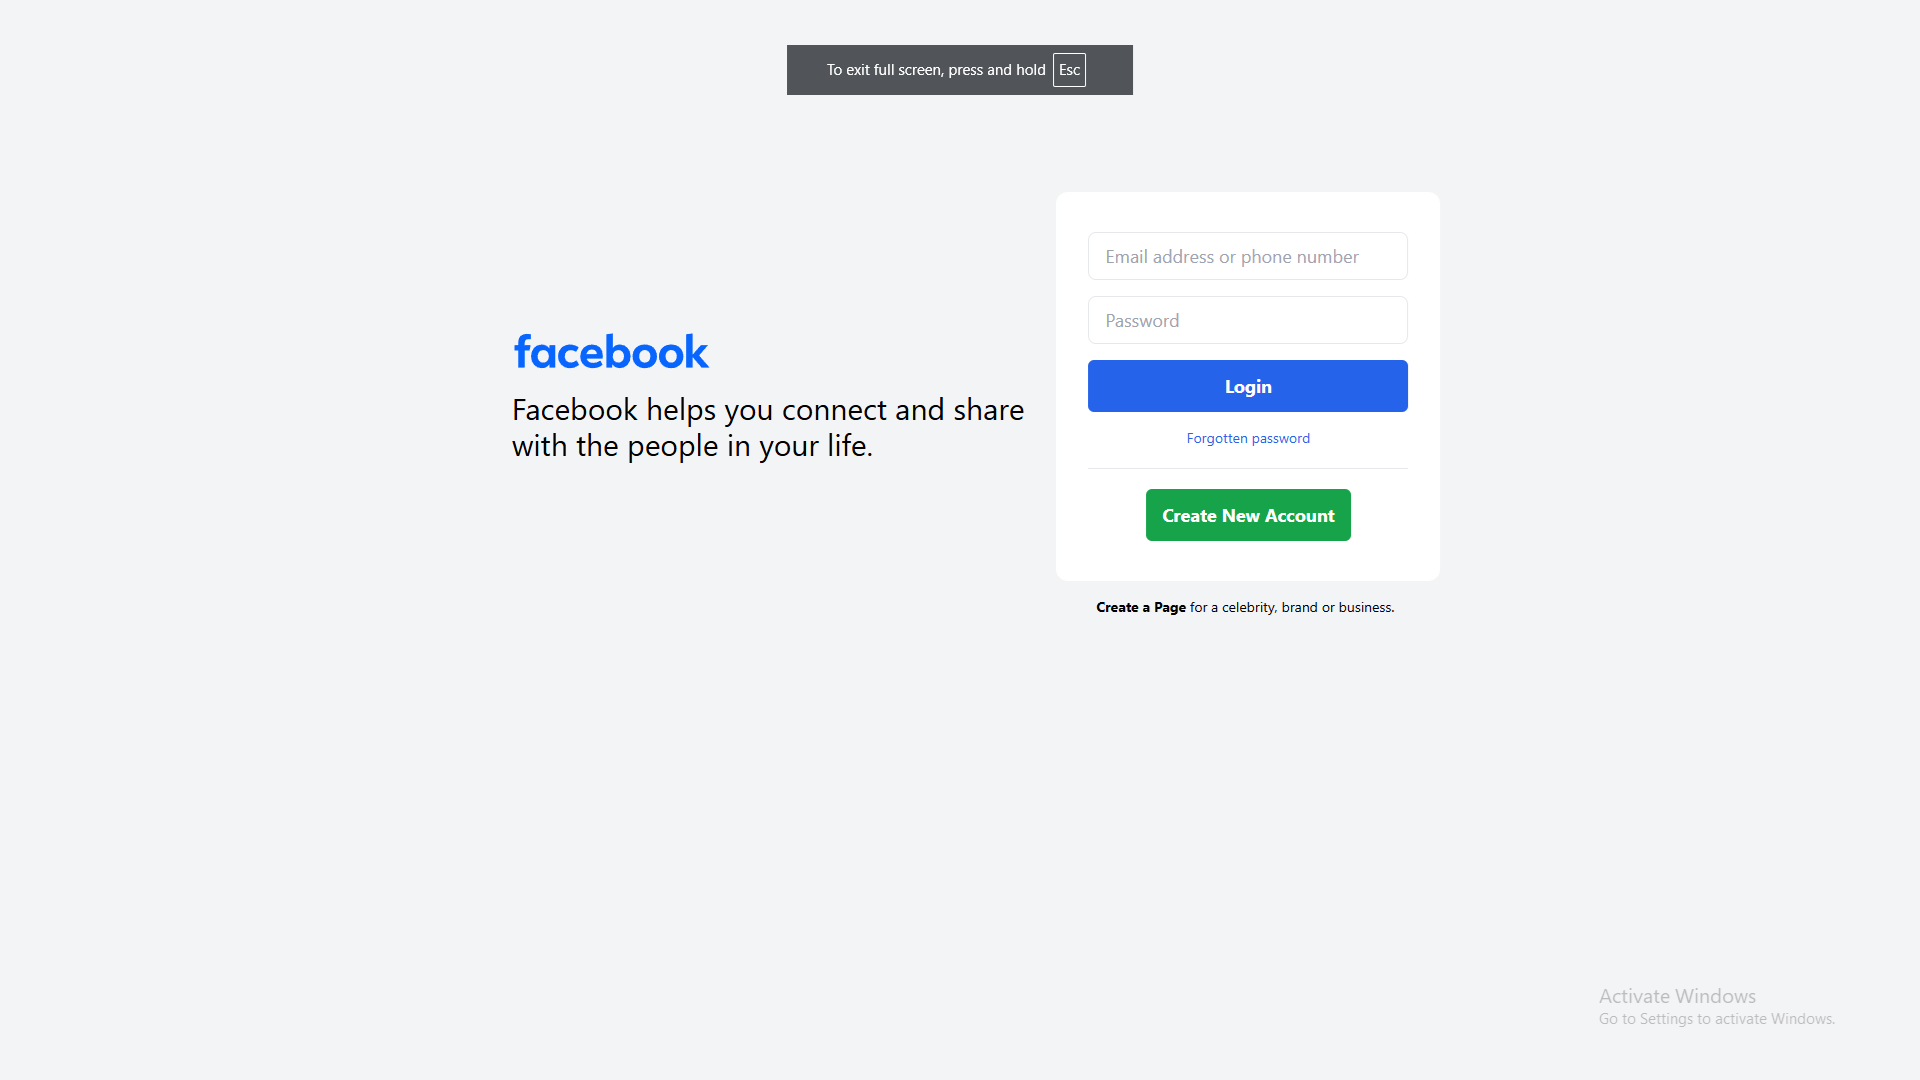 To exit full screen, press and hold Esc
facebook
Facebook helps you connect and share
with the people in your life.
Email address or phone number
Password
Login
Forgotten password
Create New Account
Create a Page for a celebrity, brand or business.
Activate Windows
Go to Settings to activate Windows.